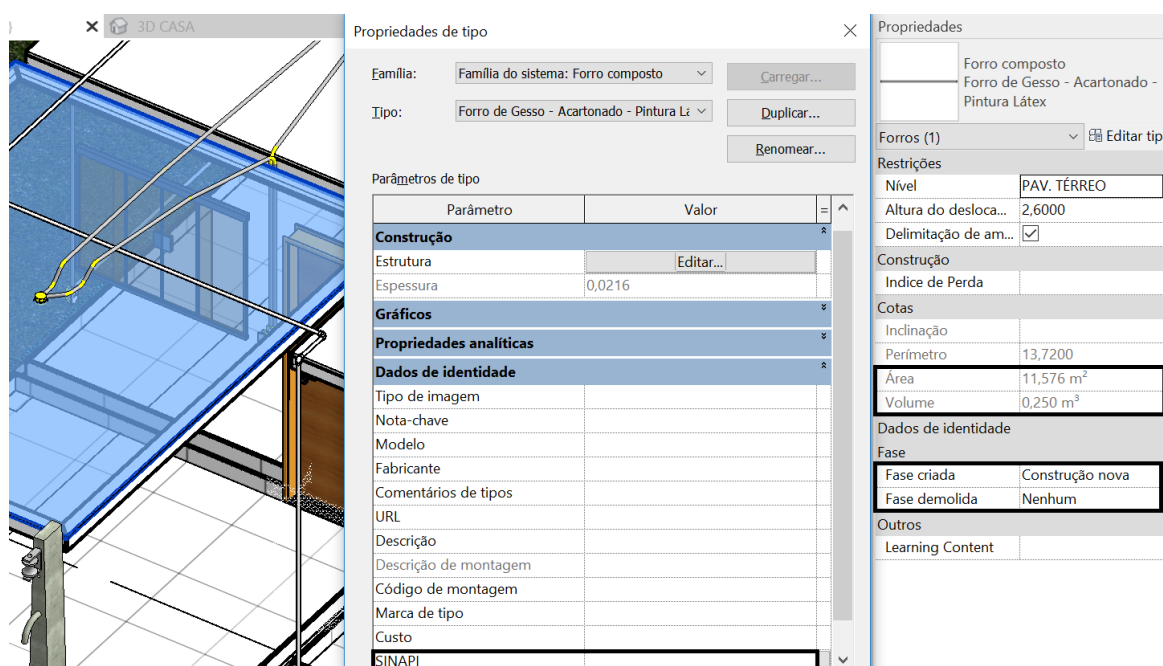 3D CASA
Propriedades de tipo
Família:
Família do sistema: Forro composto
Carregar...
Tipo:
Forro de Gesso - Acartonado - Pintura Lá
Duplicar...
Renomear...
Parâmetros de tipo
Parâmetro Valor =
Construção
Estrutura Editar...
Espessura 0,0216
Gráficos
Propriedades analíticas
Dados de identidade
Tipo de imagem
Nota-chave
Modelo
Fabricante
Comentários de tipos
URL
Descrição
Descrição de montagem
Código de montagem
Marca de tipo
Custo
SINAPI
Propriedades
Forro composto
Forro de Gesso - Acartonado -
Pintura Látex
Forros (1)
Editar tip
Restrições
Nível PAV. TÉRREO
Altura do desloca... 2,6000
Delimitação de am...
Construção
Indice de Perda
Cotas
Inclinação
Perímetro 13,7200
Área 11,576 m²
Volume 0,250 m³
Dados de identidade
Fase
Fase criada Construção nova
Fase demolida Nenhum
Outros
Learning Content